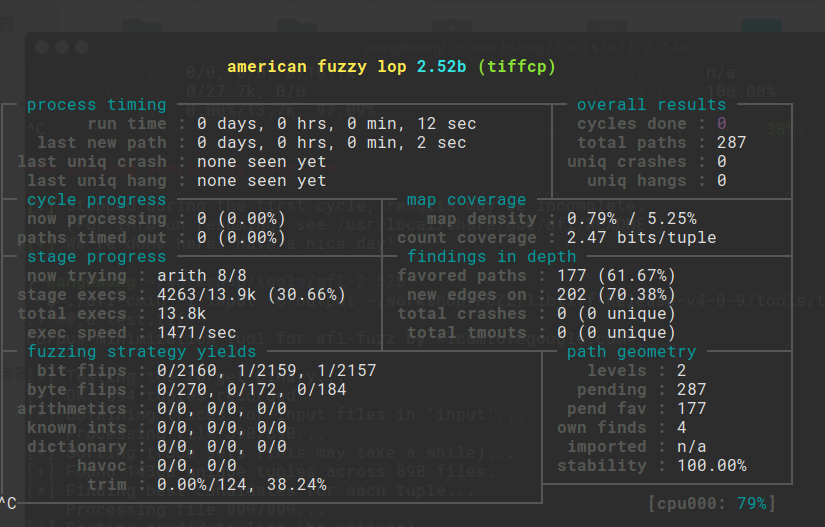 american fuzzy lop 2.52b (tiffcp)
process timing overall results
run time : 0 days, 0 hrs, 0 min, 12 sec cycles done : 0
last new path : 0 days, 0 hrs, 0 min, 2 sec total paths : 287
last uniq crash : none seen yet uniq crashes : 0
last uniq hang : none seen yet uniq hangs : 0
cycle progress map coverage
now processing : 0 (0.00%) map density : 0.79% / 5.25%
paths timed out : 0 (0.00%) count coverage : 2.47 bits/tuple
stage progress findings in depth
now trying : arith 8/8 favored paths : 177 (61.67%)
stage execs : 4263/13.9k (30.66%) new edges on : 202 (70.38%)
total execs : 13.8k total crashes : 0 (0 unique)
exec speed : 1471/sec total tmouts : 0 (0 unique)
fuzzing strategy yields path geometry
bit flips : 0/2160, 1/2159, 1/2157 levels : 2
byte flips : 0/270, 0/172, 0/184 pending : 287
arithmetics : 0/0, 0/0, 0/0 pend fav : 177
known ints : 0/0, 0/0, 0/0 own finds : 4
dictionary : 0/0, 0/0, 0/0 imported : n/a
havoc : 0/0, 0/0 stability : 100.00%
trim : 0.00%/124, 38.24%
^C [cpu000: 79%]